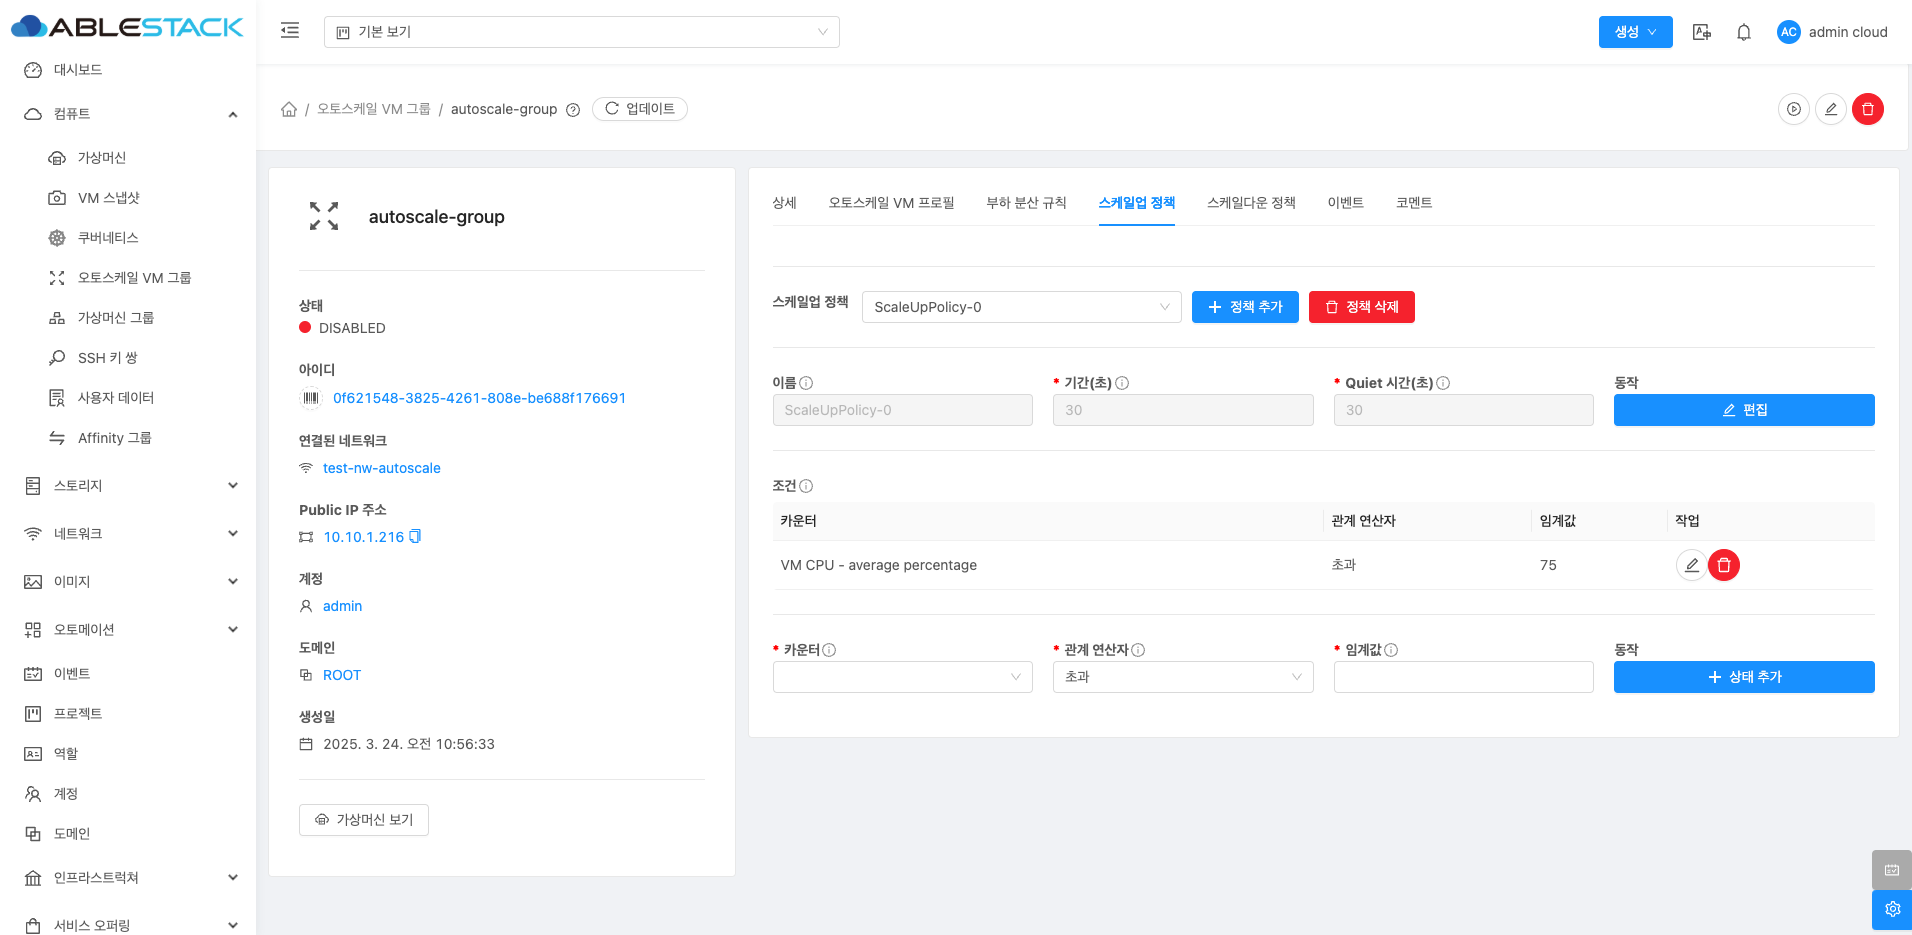 ABLESTACK
기본 보기
생성
AC
admin cloud
대시보드
컴퓨트
가상머신
VM 스냅샷
쿠버네티스
오토스케일 VM 그룹
가상머신 그룹
SSH 키 쌍
사용자 데이터
Affinity 그룹
스토리지
네트워크
이미지
오토메이션
이벤트
프로젝트
역할
계정
도메인
인프라스트럭쳐
서비스 오퍼링
/ 오토스케일 VM 그룹 / autoscale-group
업데이트
autoscale-group
상태
DISABLED
아이디
0f621548-3825-4261-808e-be688f176691
연결된 네트워크
test-nw-autoscale
Public IP 주소
10.10.1.216
계정
admin
도메인
ROOT
생성일
2025. 3. 24. 오전 10:56:33
가상머신 보기
상세 오토스케일 VM 프로필 부하 분산 규칙 스케일업 정책 스케일다운 정책 이벤트 코멘트
스케일업 정책 ScaleUpPolicy-0 정책 추가 정책 삭제
이름 * 기간(초) * Quiet 시간(초) 동작
ScaleUpPolicy-0 30 30 편집
조건
카운터 관계 연산자 임계값 작업
VM CPU - average percentage 초과 75
* 카운터 * 관계 연산자 * 임계값 동작
초과 상태 추가